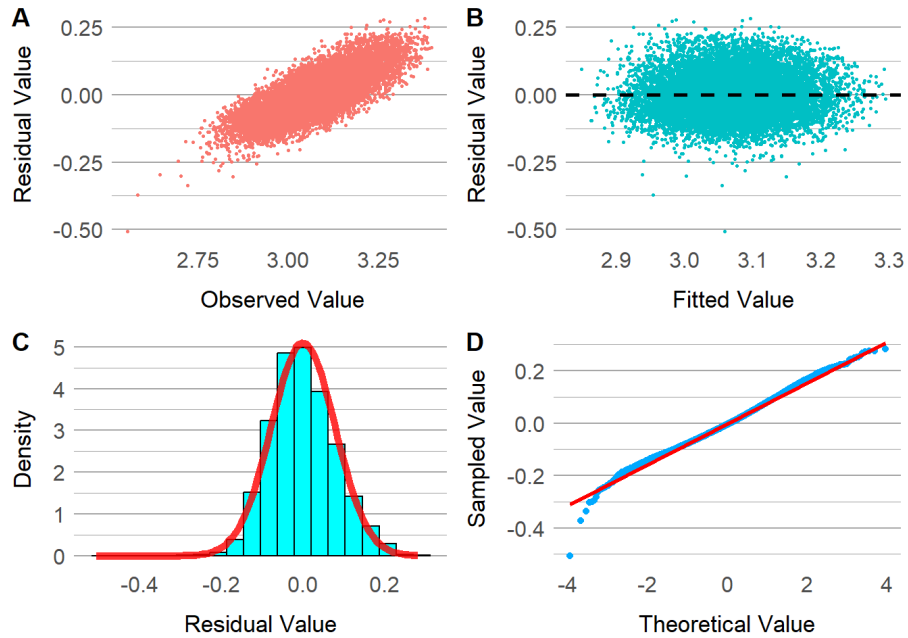 A
Residual Value
0.25
0.00
-0.25
-0.50
2.75 3.00 3.25
Observed Value
B
Residual Value
0.25
0.00
-0.25
-0.50
2.9 3.0 3.1 3.2 3.3
Fitted Value
C
Density
5
4
3
2
1
0
-0.4 -0.2 0.0 0.2
Residual Value
D
Sampled Value
0.2
0.0
-0.2
-0.4
-4 -2 0 2 4
Theoretical Value